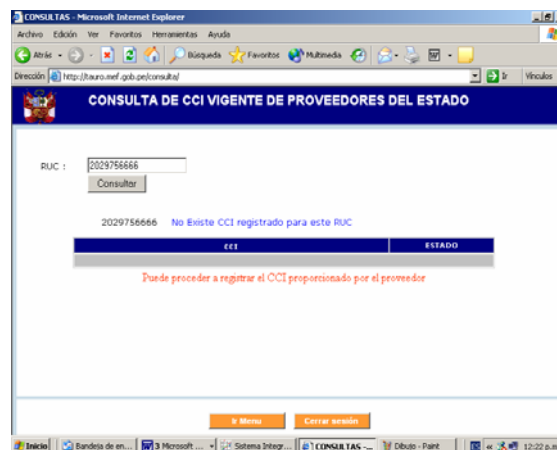 CONSULTAS - Microsoft Internet Explorer
Archivo Edición Ver Favoritos Herramientas Ayuda
Atrás Búsqueda Favoritos Multimedia
Dirección http://tauro.mef.gob.pe/consulta/ Ir Vínculos
CONSULTA DE CCI VIGENTE DE PROVEEDORES DEL ESTADO
RUC : 2029756666
Consultar
2029756666 No Existe CCI registrado para este RUC
CCI ESTADO
Puede proceder a registrar el CCI proporcionado por el proveedor
Ir Menu Cerrar sesión
Inicio Bandeja de en... 3 Microsoft ... Sistema Integr... CONSULTAS -... Dibujo - Paint 12:22 p.m.